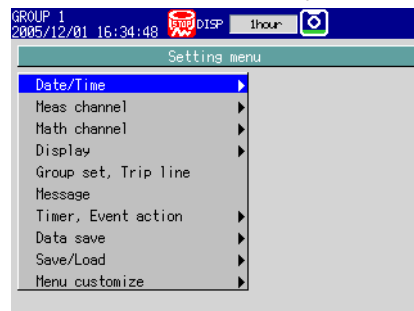 GROUP 1
2005/12/01 16:34:48 STOP DISP 1hour
Setting menu
Date/Time
Meas channel
Math channel
Display
Group set, Trip line
Message
Timer, Event action
Data save
Save/Load
Menu customize